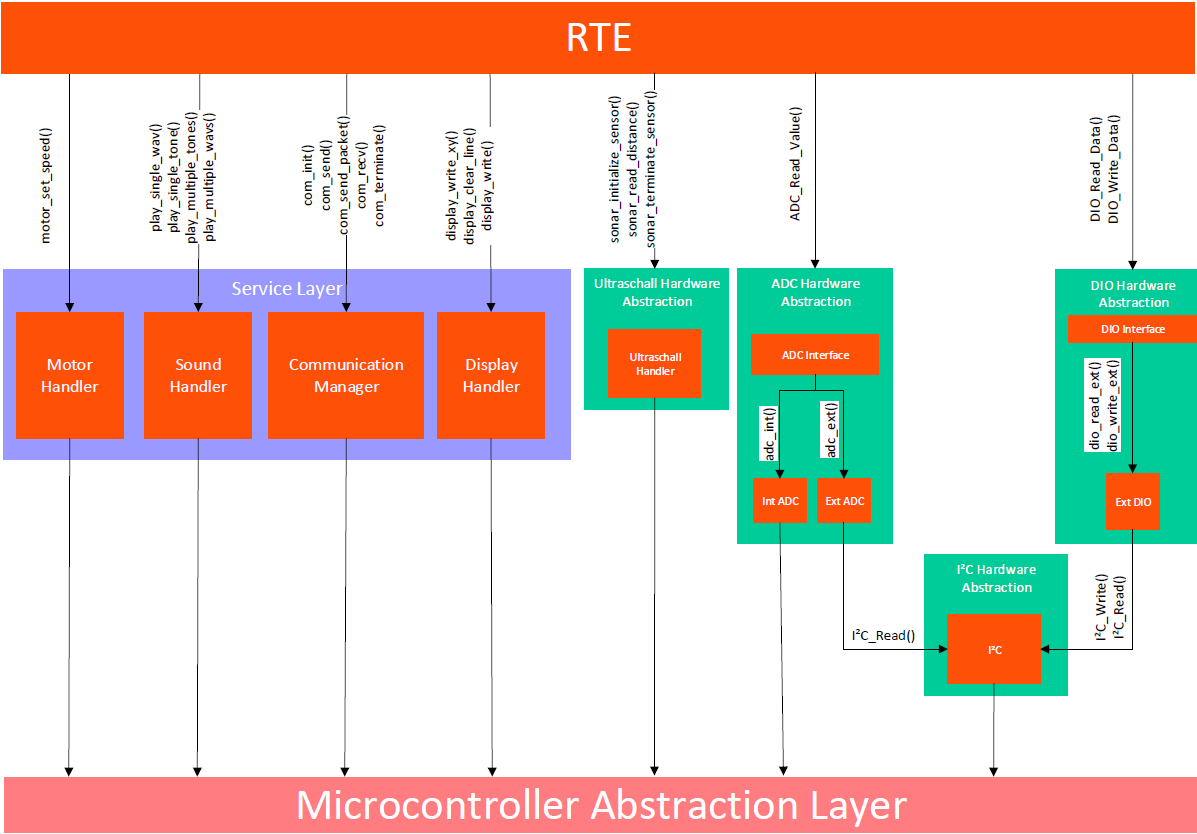 RTE
motor_set_speed()
play_single_wav()
play_single_tone()
play_multiple_tones()
play_multiple_wavs()
com_init()
com_send()
com_send_packet()
com_recv()
com_terminate()
display_write_xy()
display_clear_line()
display_write()
sonar_initialize_sensor()
sonar_read_distance()
sonar_terminate_sensor()
ADC_Read_Value()
DIO_Read_Data()
DIO_Write_Data()
Service Layer
Motor
Handler
Sound
Handler
Communication
Manager
Display
Handler
Ultraschall Hardware
Abstraction
Ultraschall
Handler
ADC Hardware
Abstraction
ADC Interface
adc_int()
adc_ext()
Int ADC
Ext ADC
DIO Hardware
Abstraction
DIO Interface
dio_read_ext()
dio_write_ext()
Ext DIO
I²C Hardware
Abstraction
I²C
I²C_Read()
I²C_Write()
I²C_Read()
Microcontroller Abstraction Layer